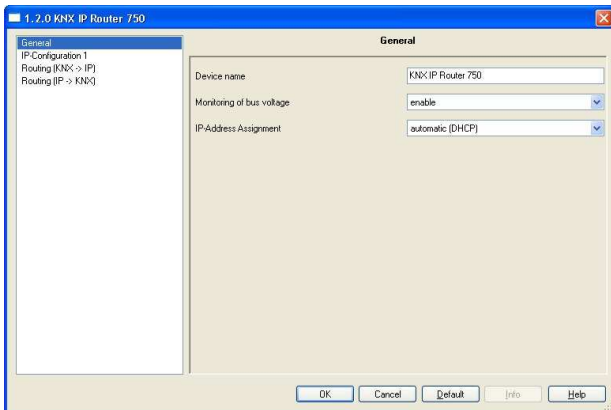 1.2.0 KNX IP Router 750
General
IP-Configuration 1
Routing (KNX -> IP)
Routing (IP -> KNX)
General
Device name
KNX IP Router 750
Monitoring of bus voltage
enable
IP-Address Assignment
automatic (DHCP)
OK
Cancel
Default
Info
Help